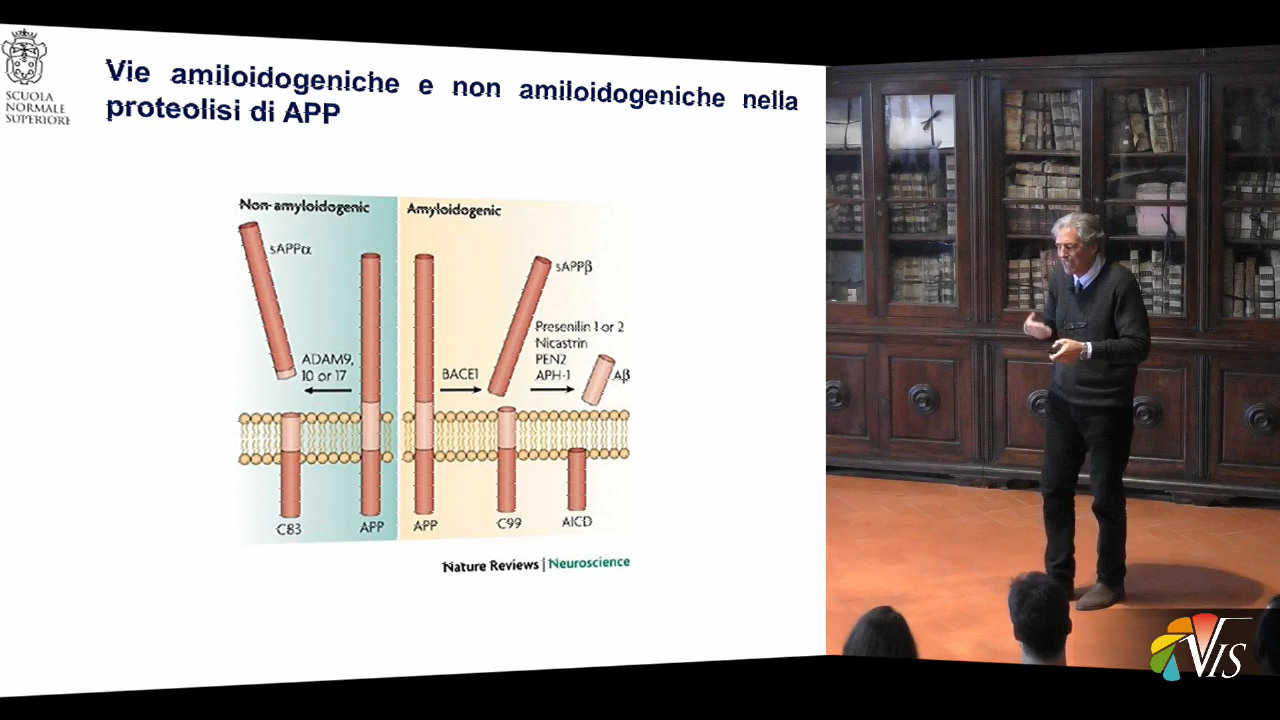 SCUOLA
NORMALE
SUPERIORE
Vie amiloidogeniche e non amiloidogeniche nella
proteolisi di APP
Non-amyloidogenic
Amyloidogenic
sAPPα
sAPPβ
ADAM9,
10 or 17
BACE1
Presenilin 1 or 2
Nicastrin
PEN2
APH-1
Aβ
C83
APP
APP
C99
AICD
Nature Reviews | Neuroscience
VIS